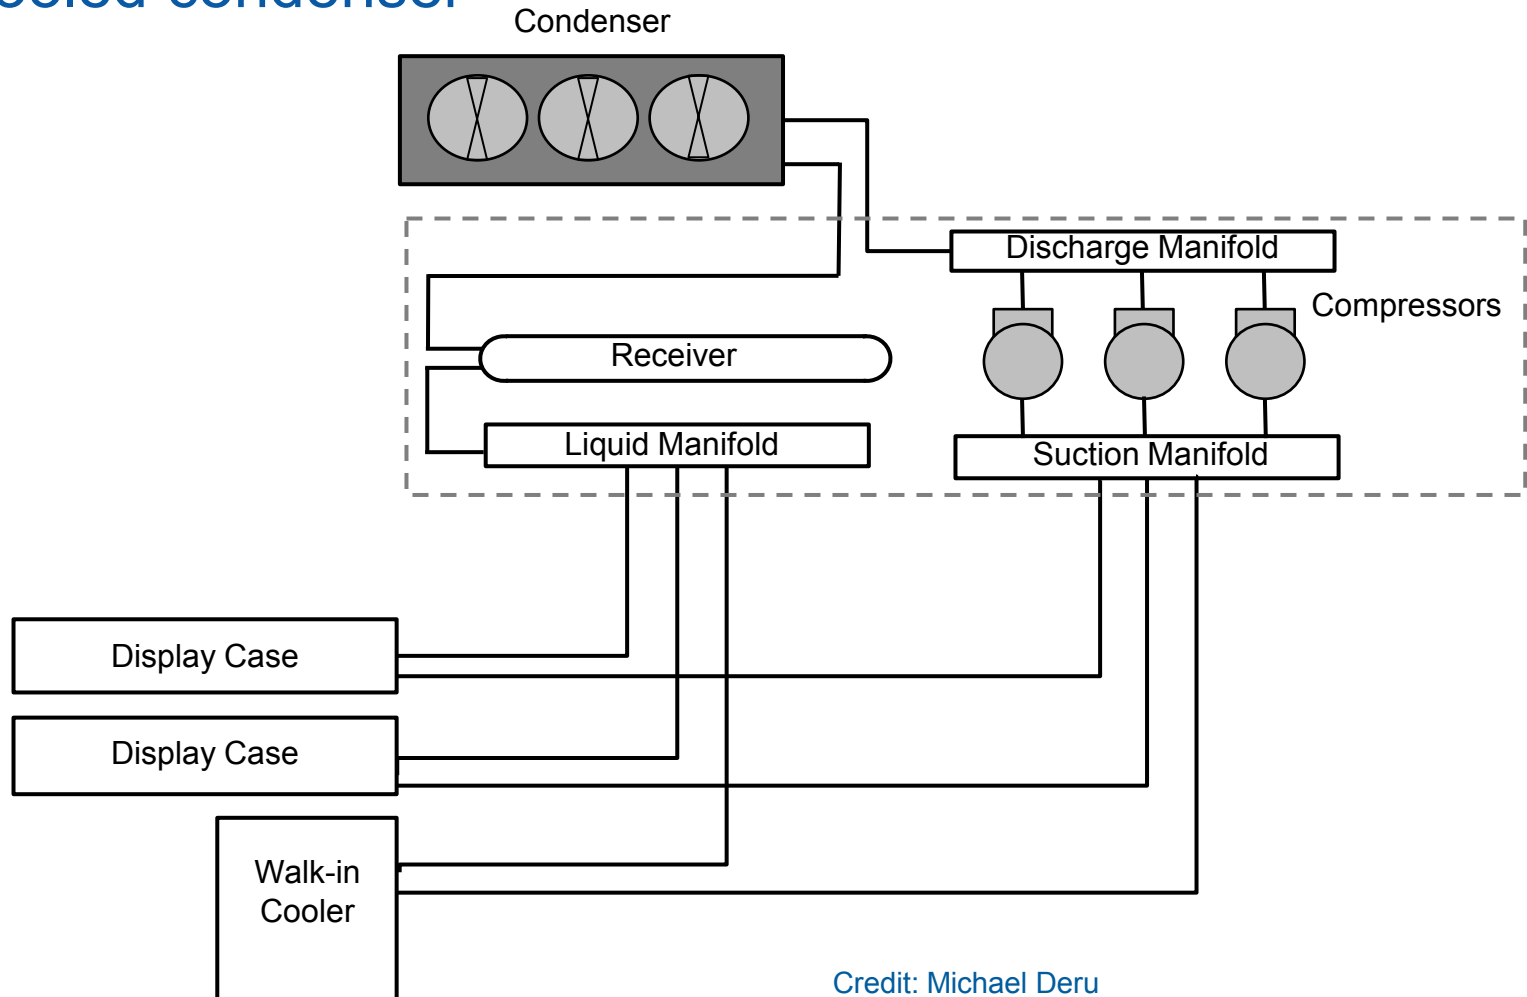 condenser
Condenser
Discharge Manifold
Compressors
Receiver
Liquid Manifold
Suction Manifold
Display Case
Display Case
Walk-in
Cooler
Credit: Michael Deru